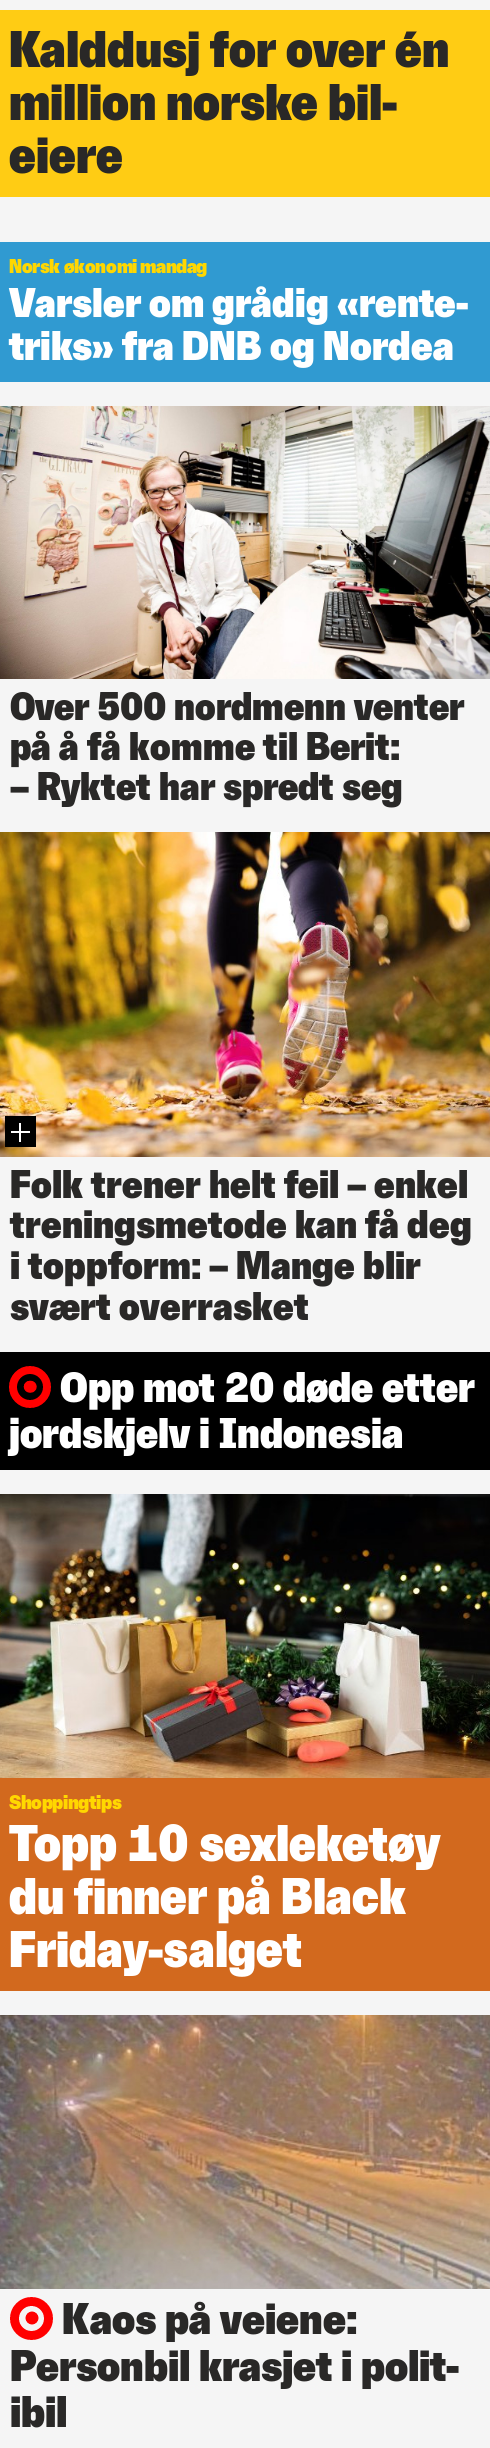 Kalddusj for over én
million norske bil-
eiere
Norsk økonomi mandag
Varsler om grådig «rente-
triks» fra DNB og Nordea
Over 500 nordmenn venter
på å få komme til Berit:
– Ryktet har spredt seg
Folk trener helt feil – enkel
treningsmetode kan få deg
i toppform: – Mange blir
svært overrasket
Opp mot 20 døde etter
jordskjelv i Indonesia
Shoppingtips
Topp 10 sexleketøy
du finner på Black
Friday-salget
Kaos på veiene:
Personbil krasjet i polit-
ibil